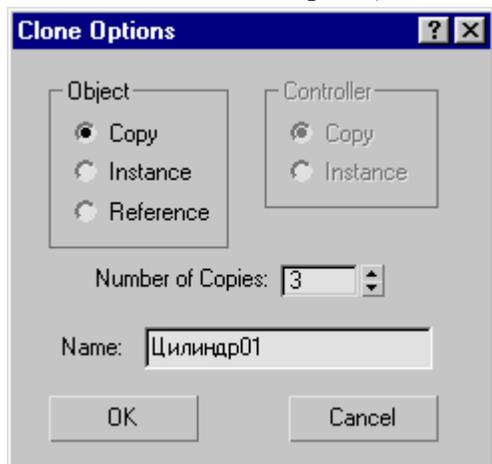 Clone Options
Object
Copy
Instance
Reference
Controller
Copy
Instance
Number of Copies: 3
Name: Цилиндр01
OK Cancel